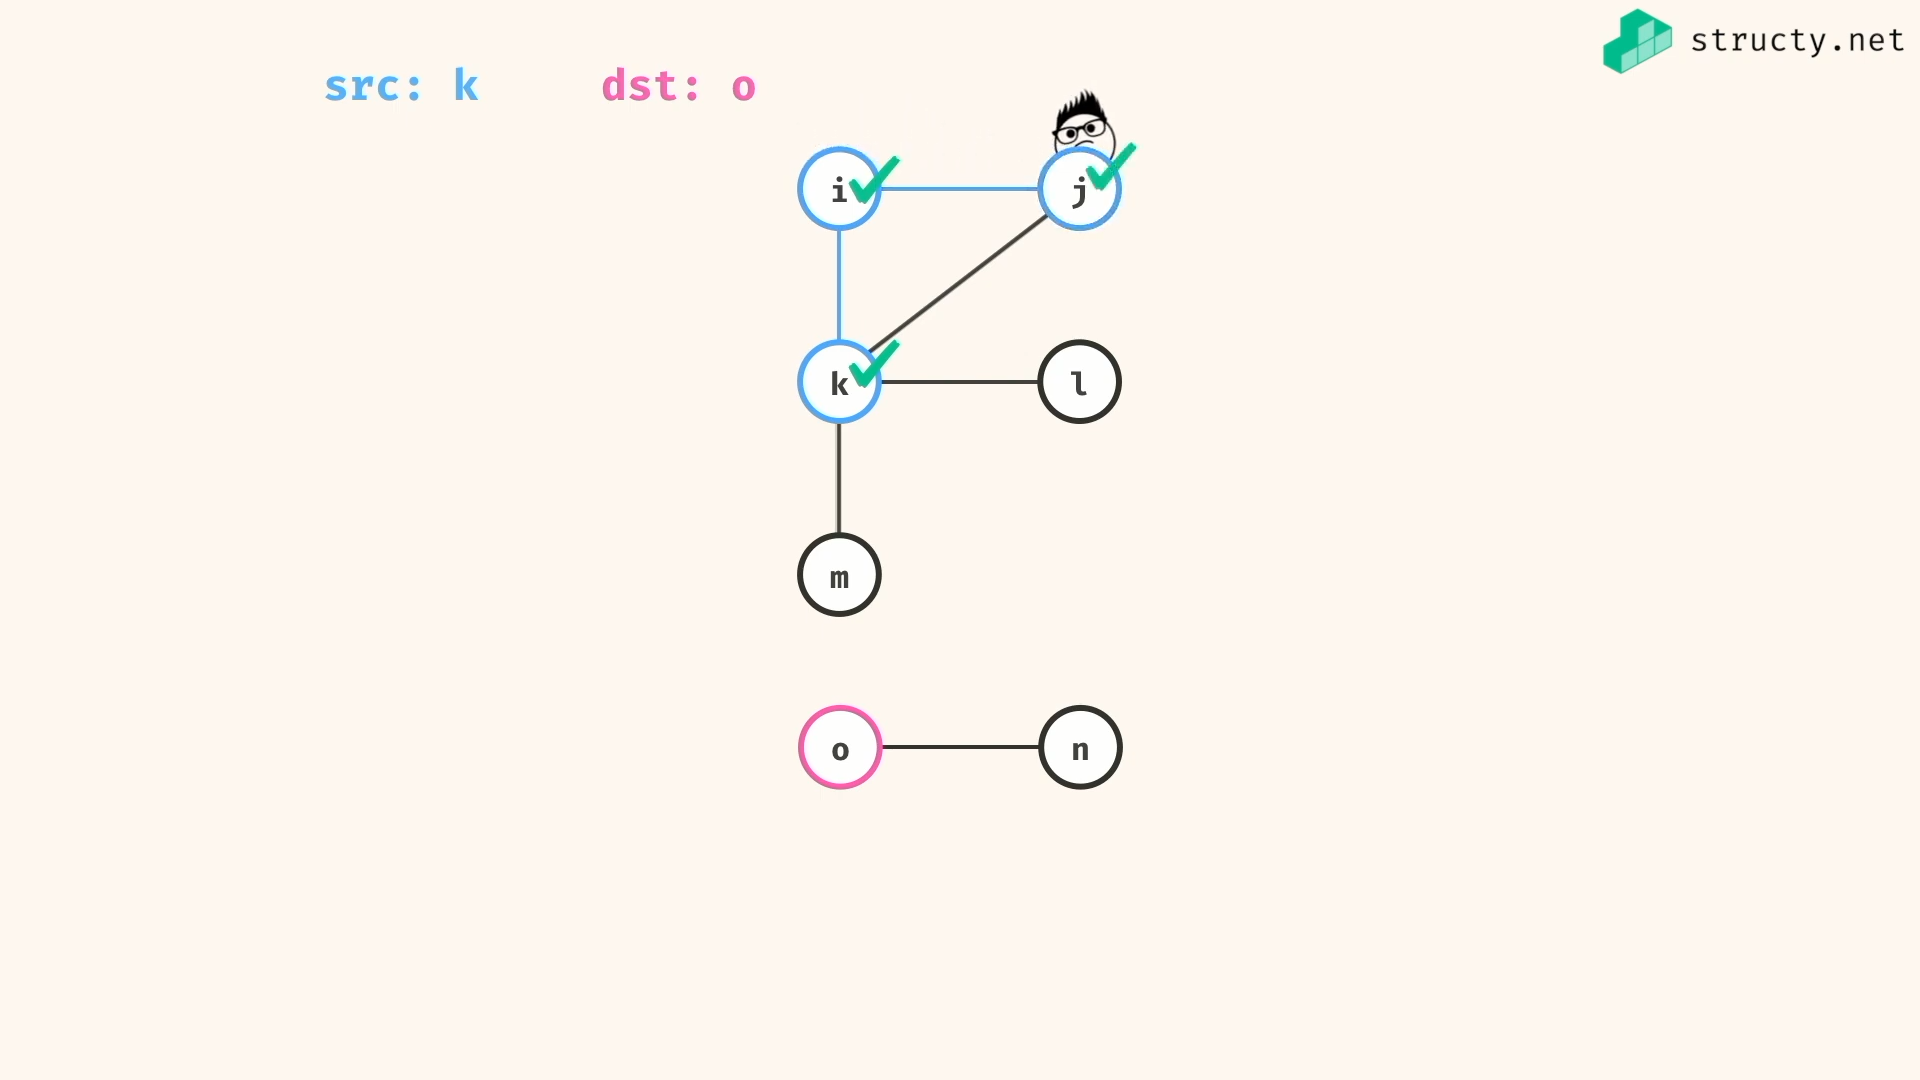 structy.net
src: k dst: o
i j
k l
m
o n